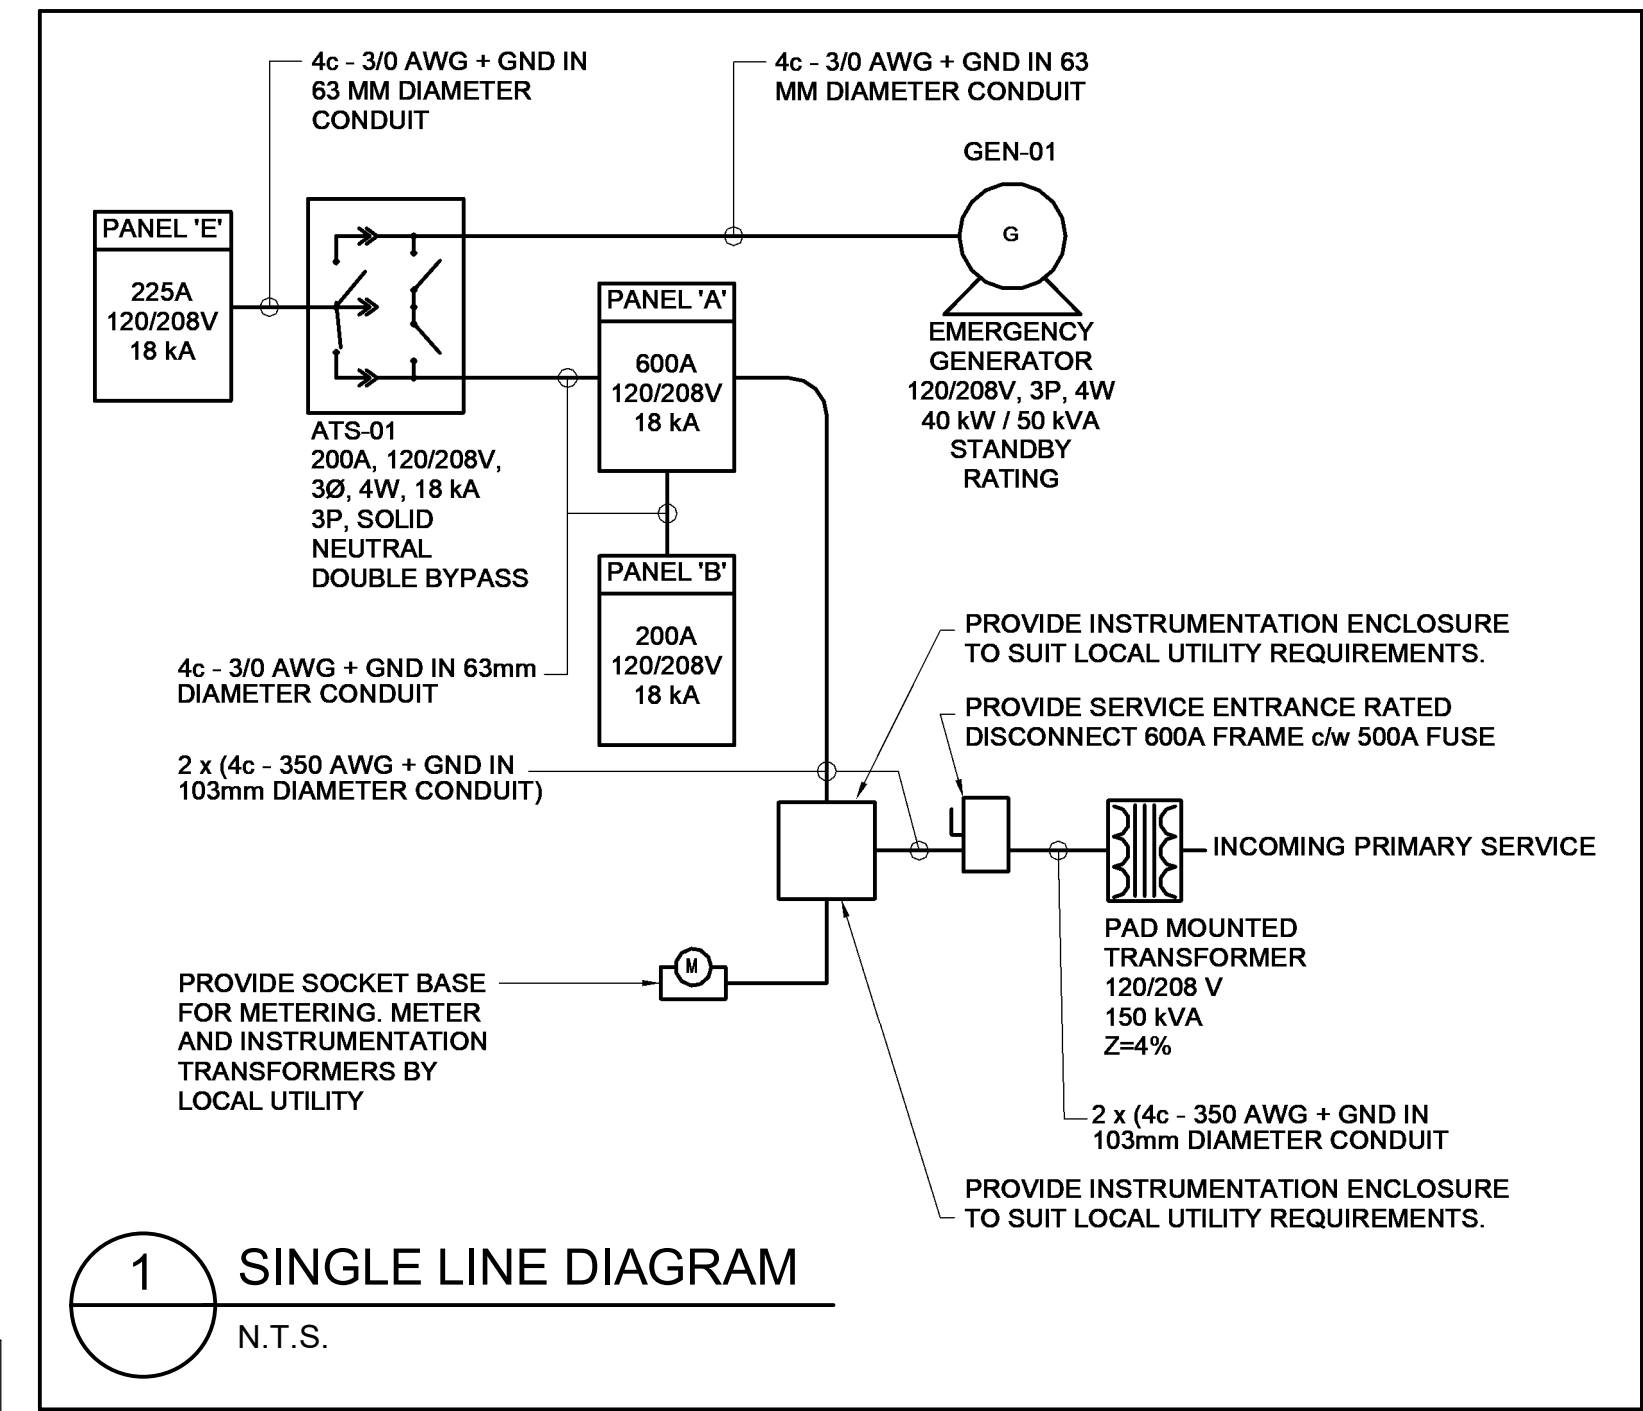 4c - 3/0 AWG + GND IN
63 MM DIAMETER
CONDUIT
4c - 3/0 AWG + GND IN 63
MM DIAMETER CONDUIT
GEN-01
G
EMERGENCY
GENERATOR
120/208V, 3P, 4W
40 kW / 50 kVA
STANDBY
RATING
PANEL 'E'
225A
120/208V
18 kA
ATS-01
200A, 120/208V,
3Ø, 4W, 18 kA
3P, SOLID
NEUTRAL
DOUBLE BYPASS
PANEL 'A'
600A
120/208V
18 kA
PANEL 'B'
200A
120/208V
18 kA
4c - 3/0 AWG + GND IN 63mm
DIAMETER CONDUIT
2 x (4c - 350 AWG + GND IN
103mm DIAMETER CONDUIT)
PROVIDE INSTRUMENTATION ENCLOSURE
TO SUIT LOCAL UTILITY REQUIREMENTS.
PROVIDE SERVICE ENTRANCE RATED
DISCONNECT 600A FRAME c/w 500A FUSE
INCOMING PRIMARY SERVICE
PAD MOUNTED
TRANSFORMER
120/208 V
150 kVA
Z=4%
M
PROVIDE SOCKET BASE
FOR METERING. METER
AND INSTRUMENTATION
TRANSFORMERS BY
LOCAL UTILITY
2 x (4c - 350 AWG + GND IN
103mm DIAMETER CONDUIT
PROVIDE INSTRUMENTATION ENCLOSURE
TO SUIT LOCAL UTILITY REQUIREMENTS.
1
SINGLE LINE DIAGRAM
N.T.S.